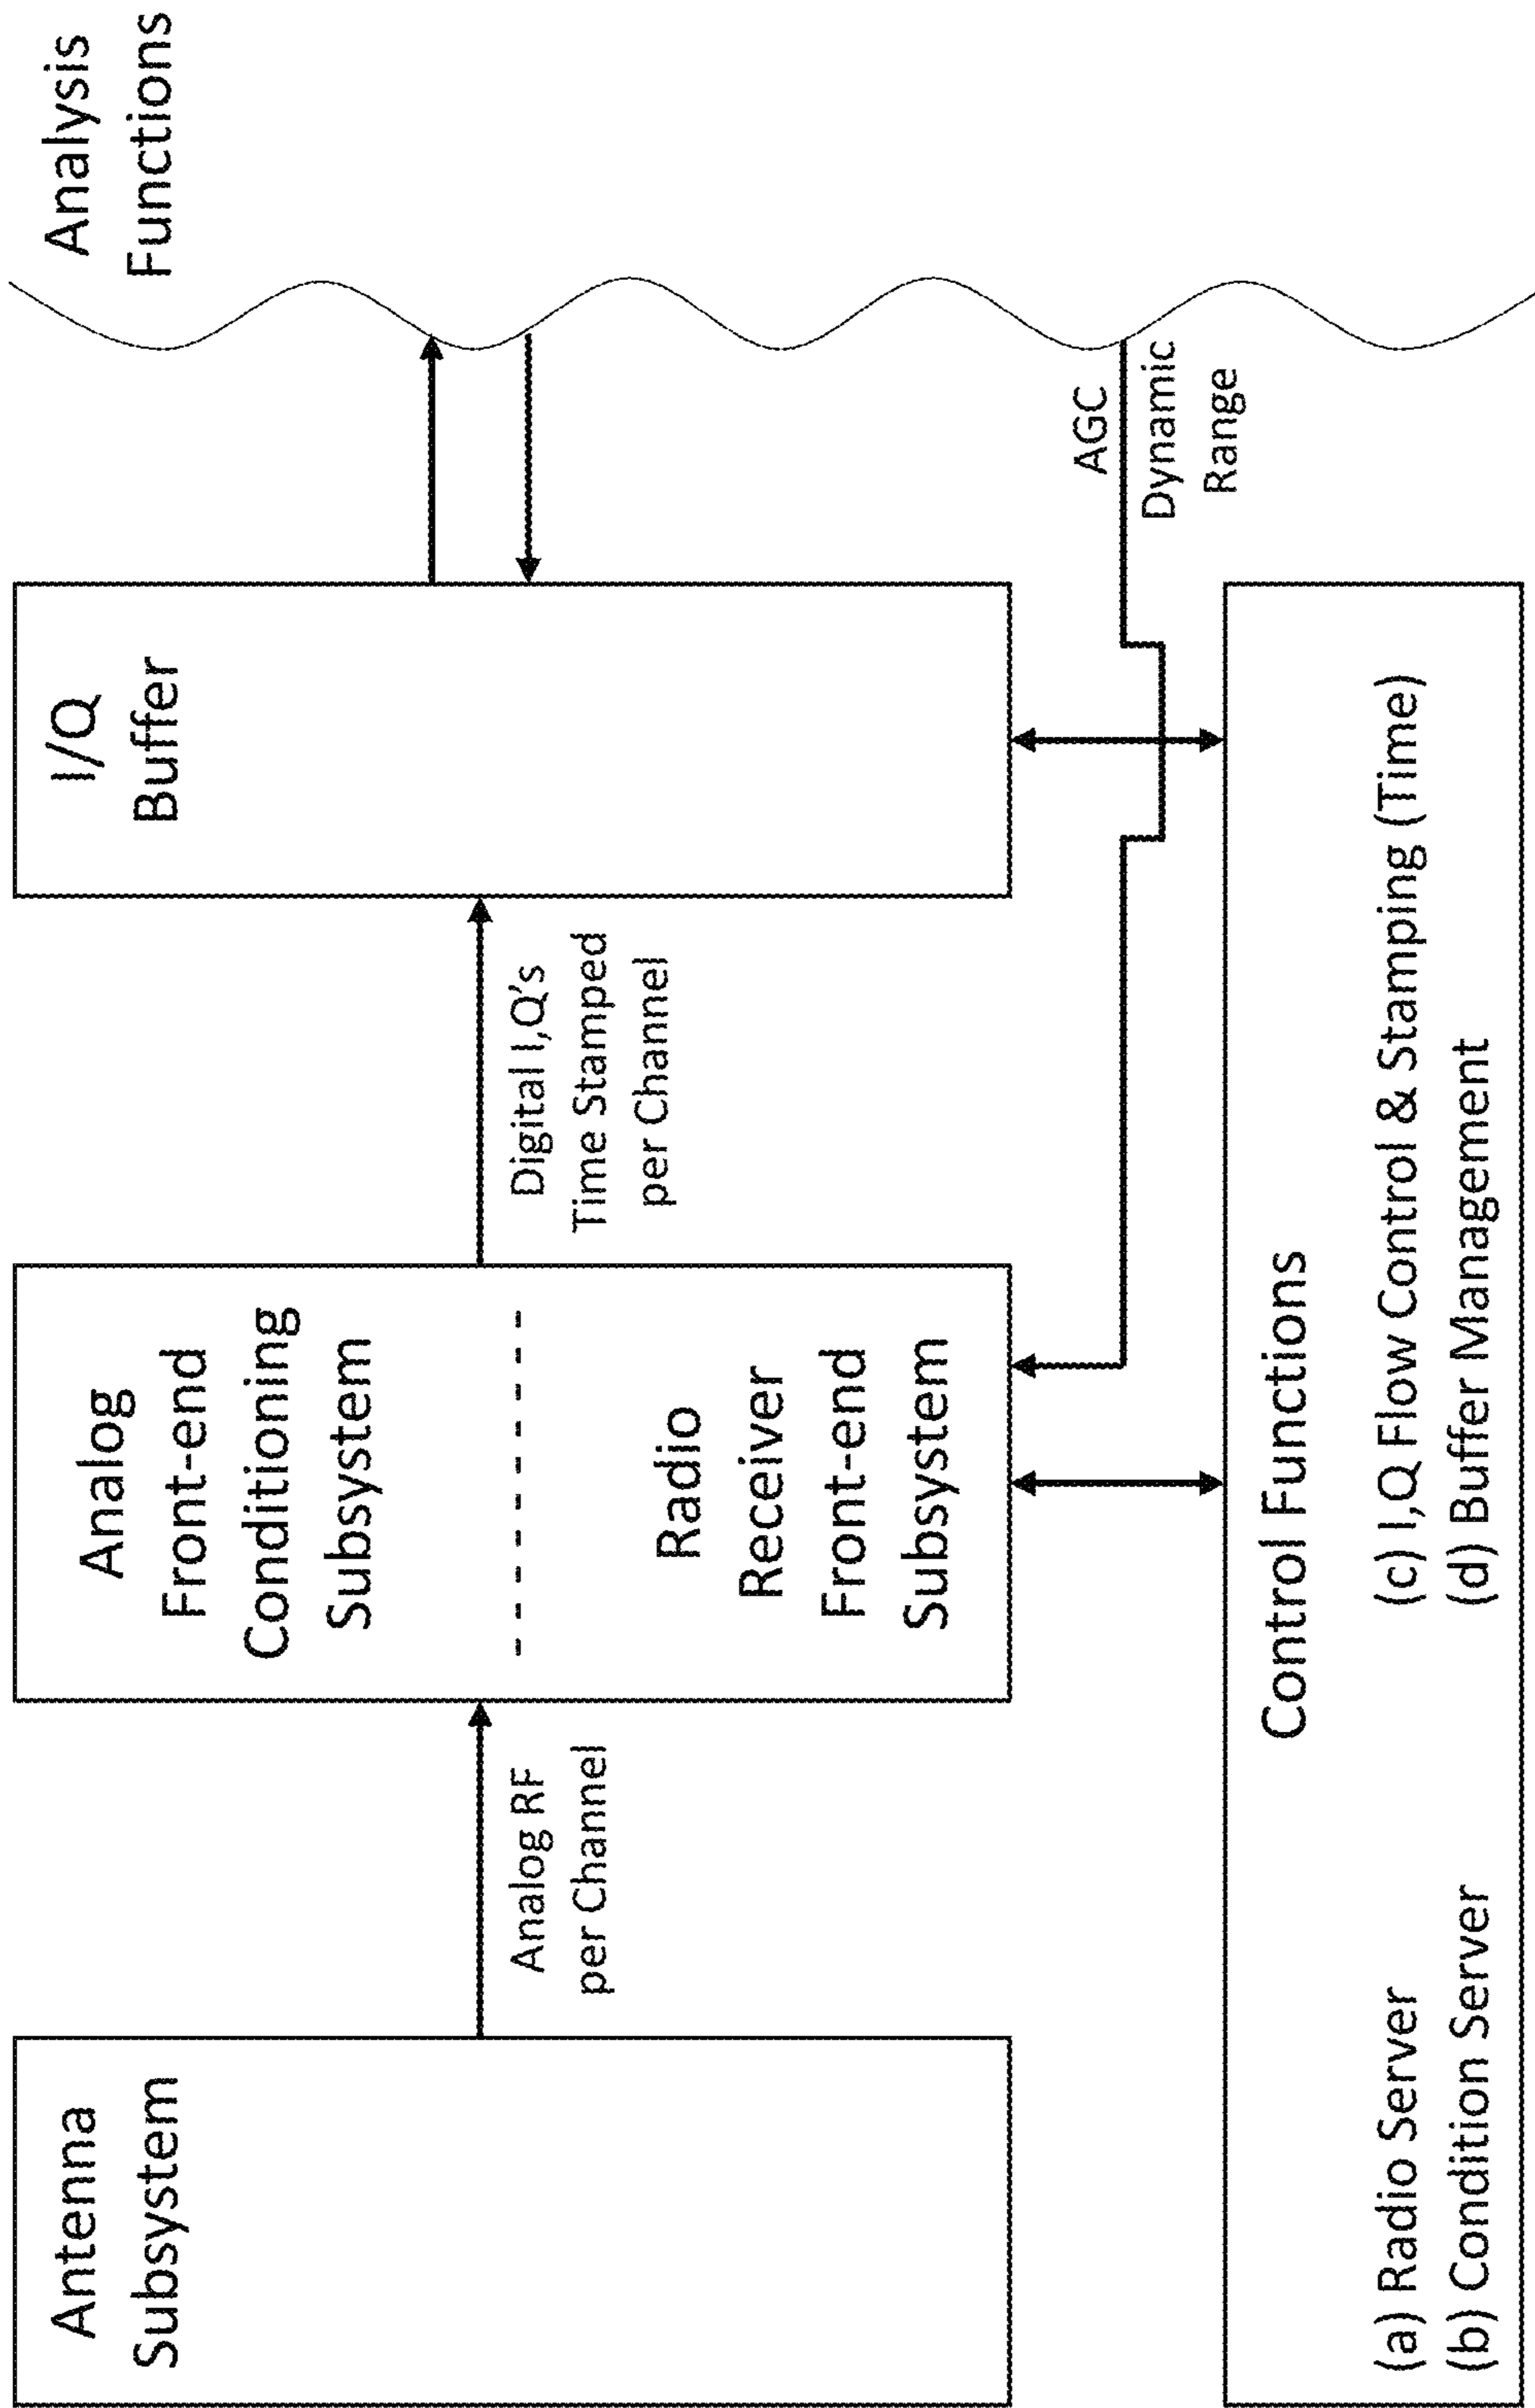 Antenna
Subsystem
Analog RF
per Channel
Analog
Front-end
Conditioning
Subsystem
Radio
Receiver
Front-end
Subsystem
Digital I,Q's
Time Stamped
per Channel
I/Q
Buffer
Analysis
Functions
AGC
Dynamic
Range
Control Functions
(a) Radio Server
(b) Condition Server
(c) I,Q Flow Control & Stamping (Time)
(d) Buffer Management